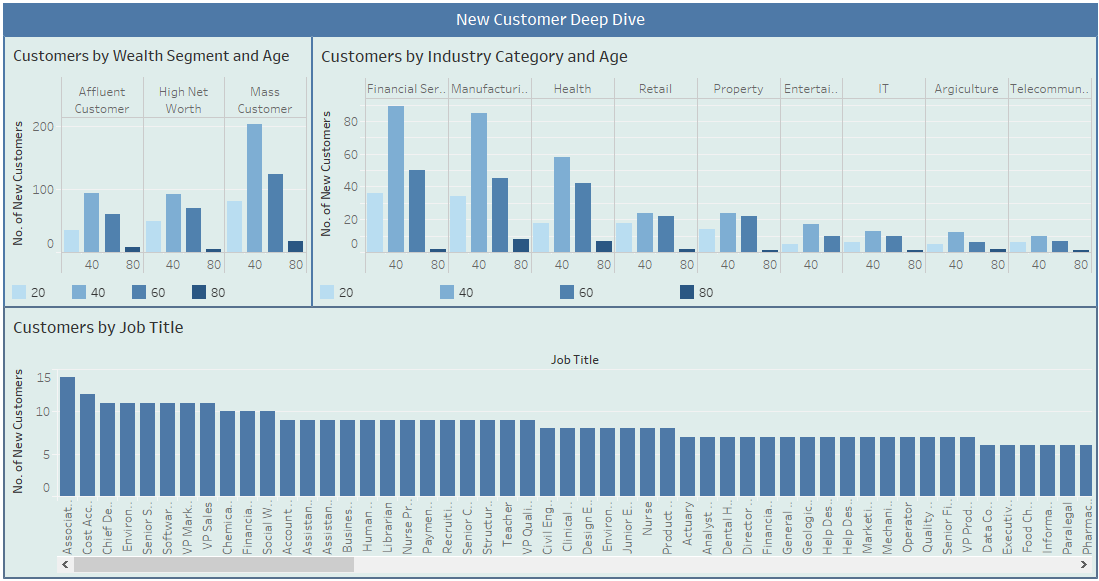 New Customer Deep Dive
Customers by Wealth Segment and Age
Affluent Customer
High Net Worth
Mass Customer
No. of New Customers
200
100
0
40 80 40 80 40 80
20 40 60 80
Customers by Industry Category and Age
Financial Ser.. Manufacturi.. Health Retail Property Entertai.. IT Argiculture Telecommun..
No. of New Customers
80
60
40
20
0
40 80 40 80 40 80 40 80 40 80 40 40 80 40 80 40 80
20 40 60 80
Customers by Job Title
Job Title
No. of New Customers
15
10
5
0
Associat..
Cost Acc..
Chief De..
Environ..
Senior S..
Softwar..
VP Mark..
VP Sales
Chemica..
Financia..
Social W..
Account ..
Assistan..
Assistan..
Busines..
Human ..
Librarian
Nurse Pr..
Paymen..
Recruiti..
Senior C..
Structur..
Teacher
VP Quali..
Civil Eng..
Clinical ..
Design E..
Environ..
Junior E..
Nurse
Product ..
Actuary
Analyst ..
Dental H..
Director ..
Financia..
General ..
Geologic..
Help Des..
Help Des..
Marketi..
Mechani..
Operator
Quality ..
Senior Fi..
VP Prod..
Data Co..
Executiv..
Food Ch..
Informa..
Paralegal
Pharmac..